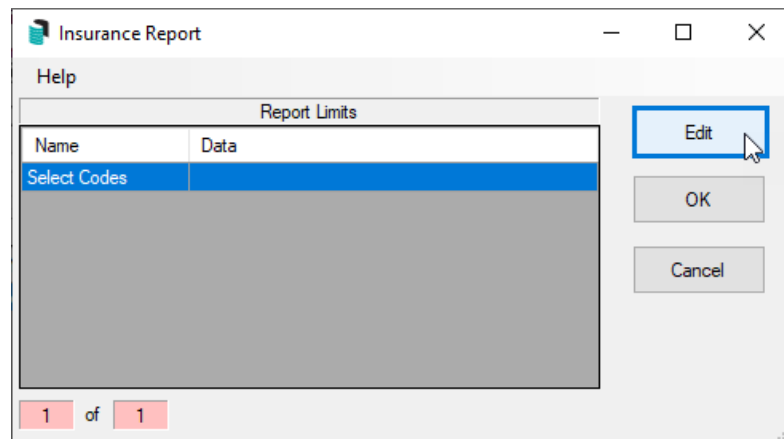 Insurance Report
Help
Report Limits
Edit
Name Data
Select Codes
OK
Cancel
1 of 1